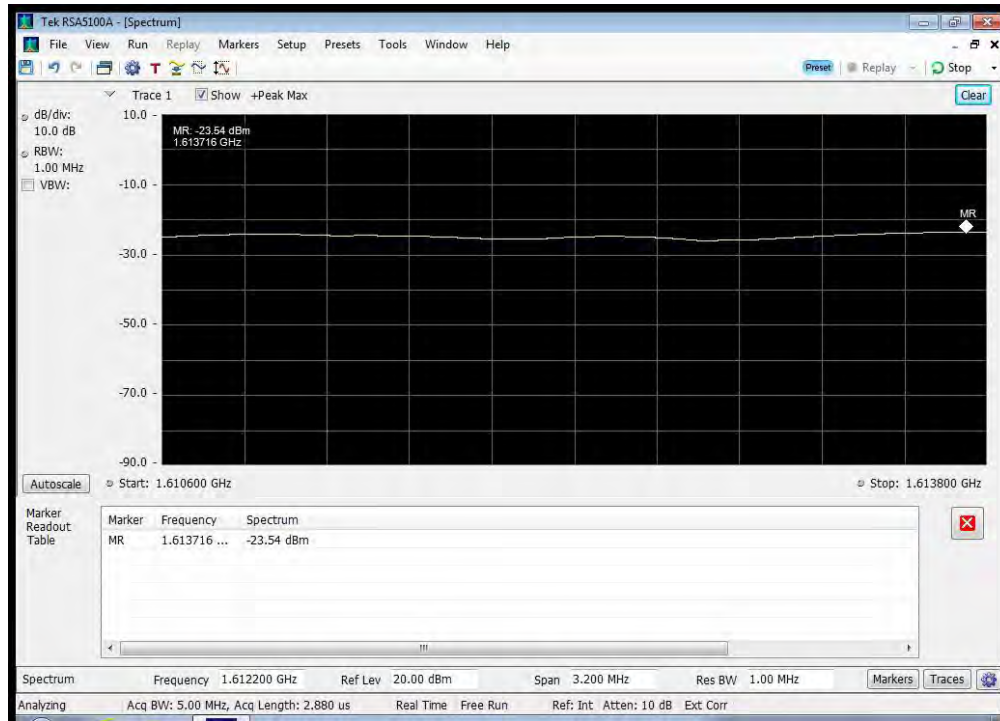 Tek RSA5100A - [Spectrum]
File View Run Replay Markers Setup Presets Tools Window Help
T Preset Replay Stop
Trace 1 Show +Peak Max Clear
dB/div:
10.0 dB
RBW:
1.00 MHz
VBW:
10.0
MR: -23.54 dBm
1.613716 GHz
-10.0
MR
-30.0
-50.0
-70.0
-90.0
Autoscale Start: 1.610600 GHz Stop: 1.613800 GHz
Marker
Readout
Table
Marker Frequency Spectrum
MR 1.613716 ... -23.54 dBm
Spectrum Frequency 1.612200 GHz Ref Lev 20.00 dBm Span 3.200 MHz Res BW 1.00 MHz Markers Traces
Analyzing Acq BW: 5.00 MHz, Acq Length: 2.880 us Real Time Free Run Ref: Int Atten: 10 dB Ext Corr